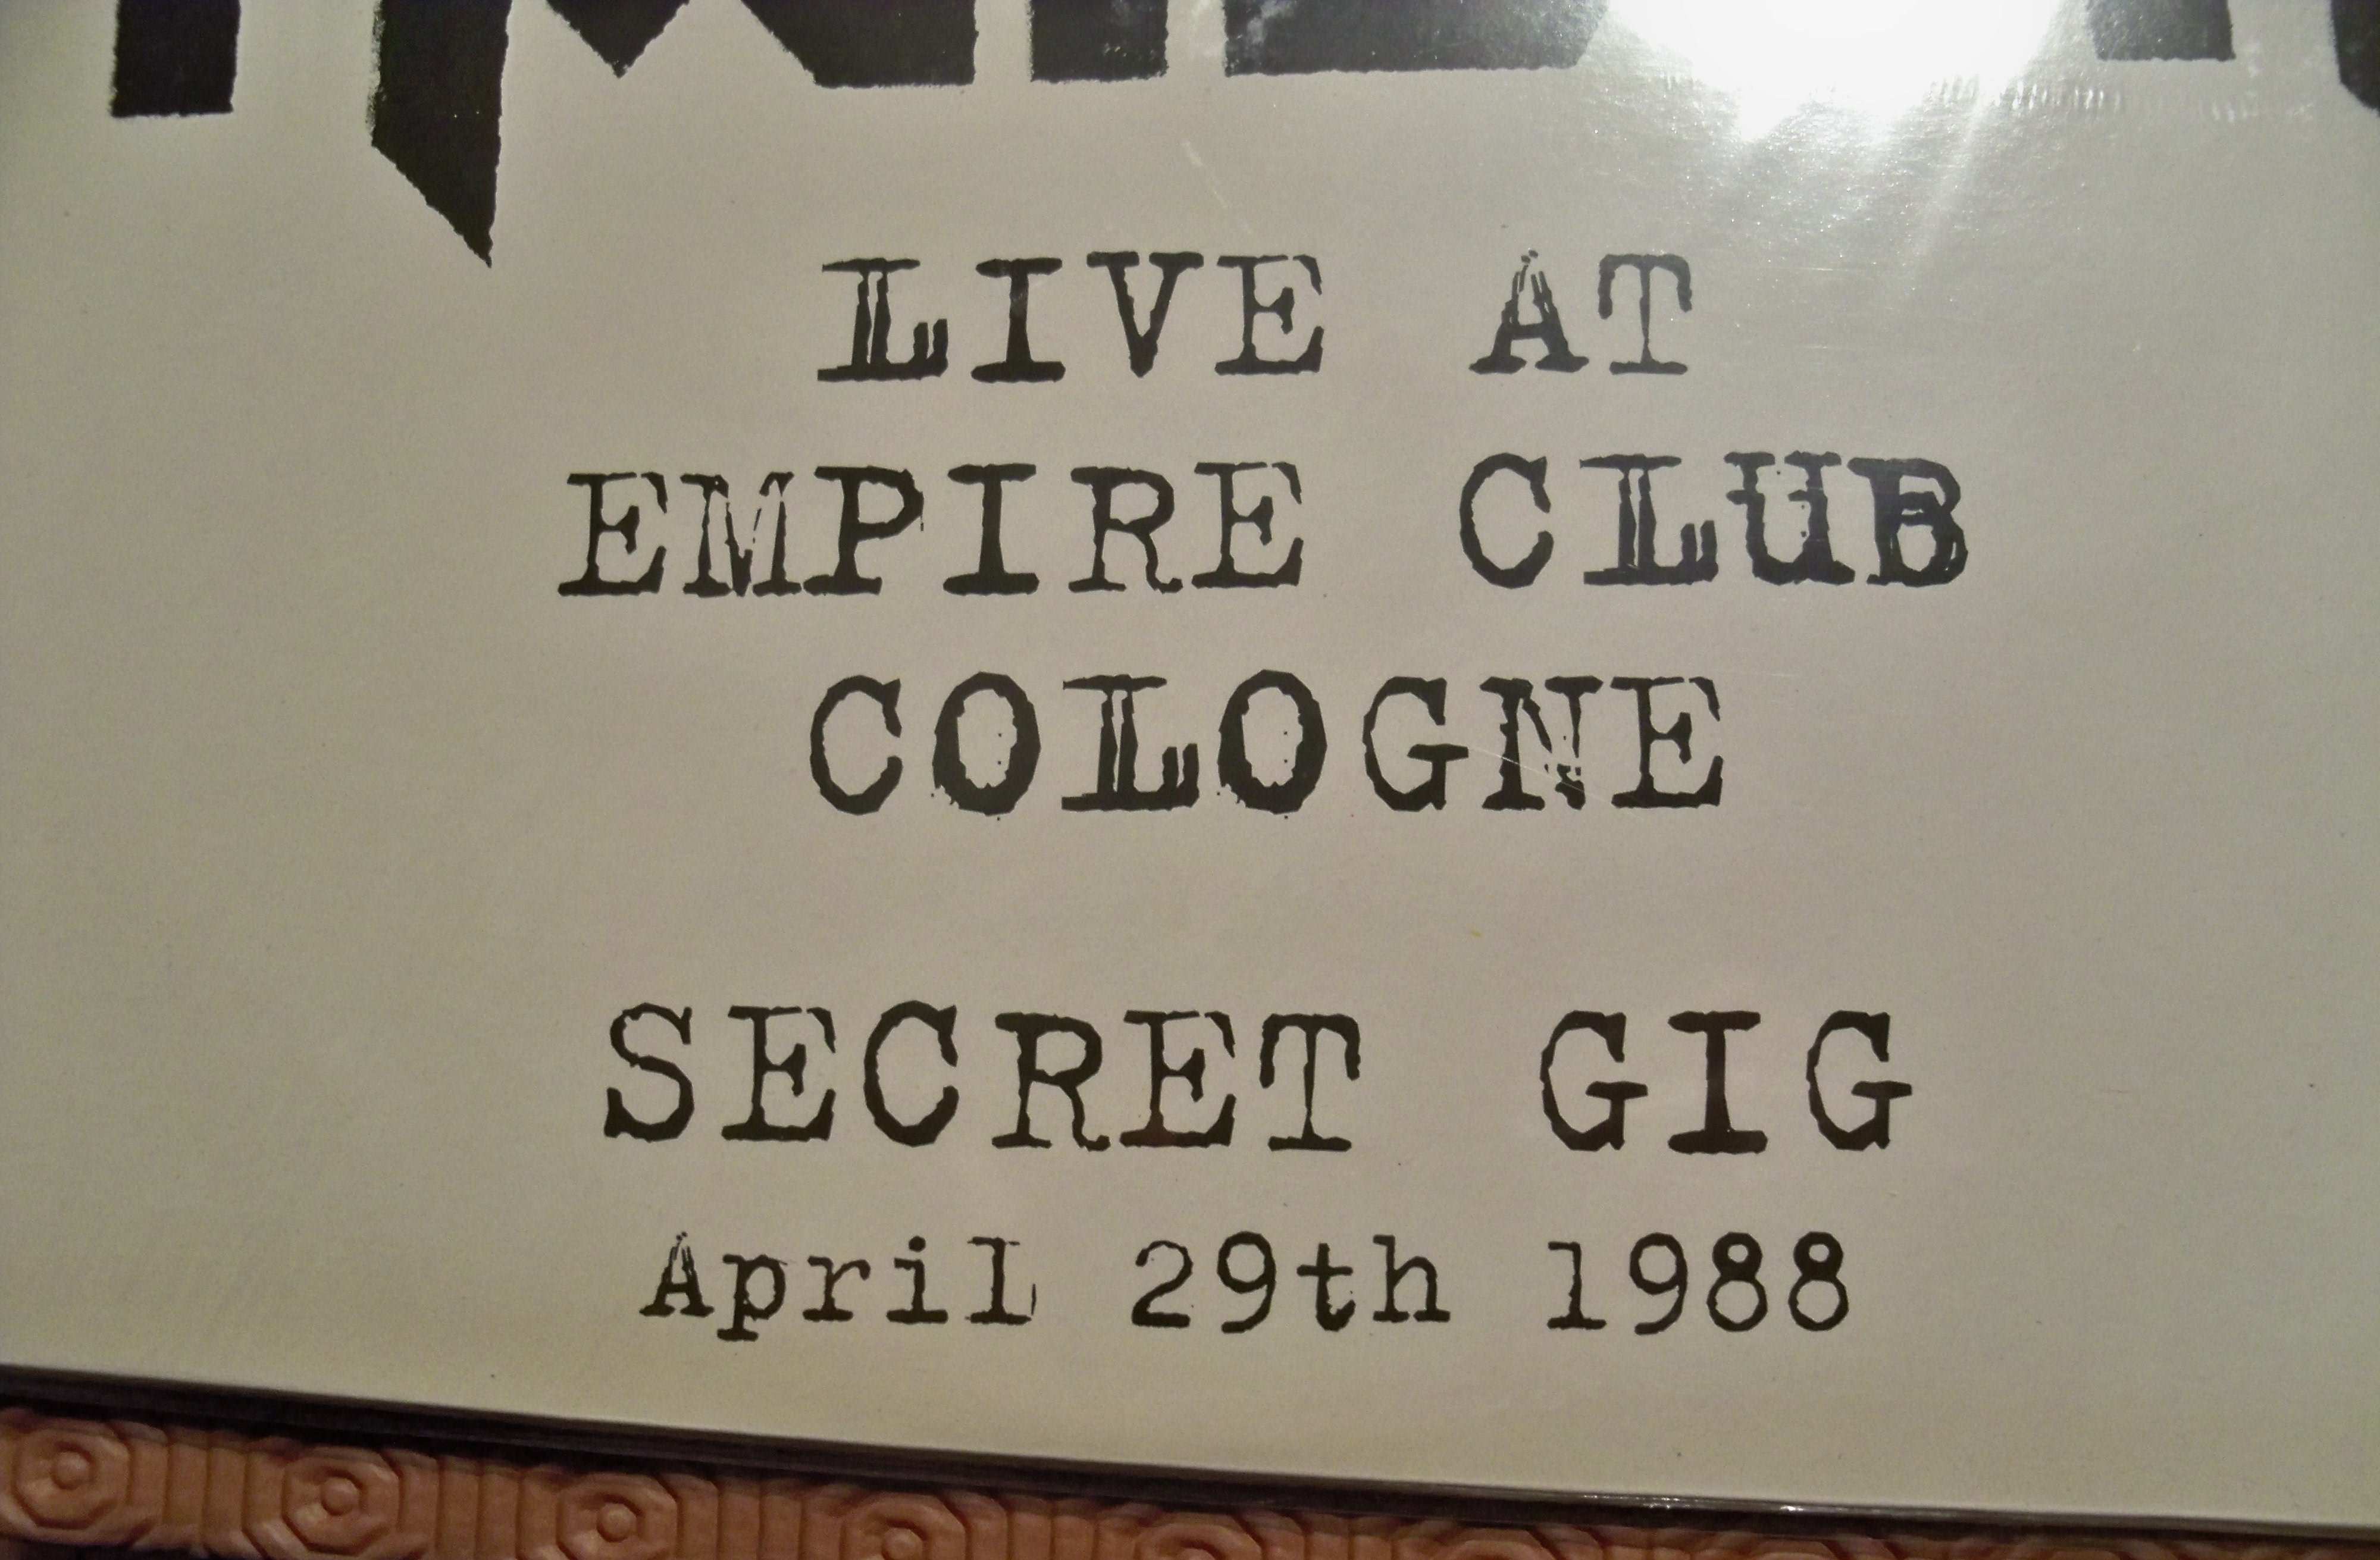 LIVE AT
EMPIRE CLUB
COLOGNE
SECRET GIG
April 29th 1988